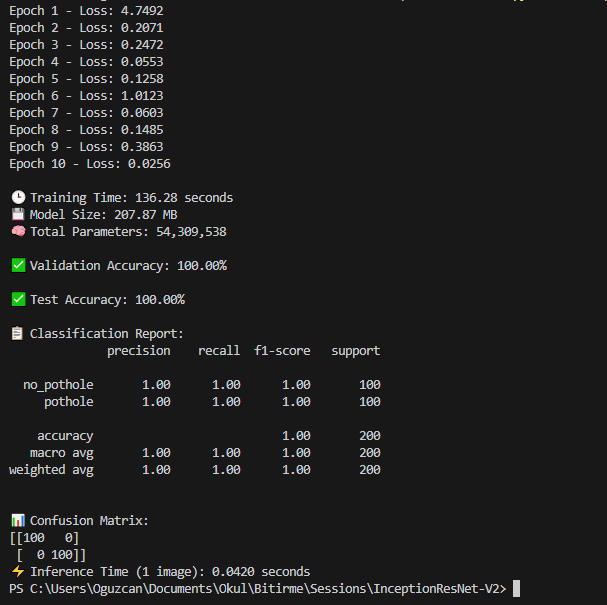 Epoch 1 - Loss: 4.7492
Epoch 2 - Loss: 0.2071
Epoch 3 - Loss: 0.2472
Epoch 4 - Loss: 0.0553
Epoch 5 - Loss: 0.1258
Epoch 6 - Loss: 1.0123
Epoch 7 - Loss: 0.0603
Epoch 8 - Loss: 0.1485
Epoch 9 - Loss: 0.3863
Epoch 10 - Loss: 0.0256
🕒 Training Time: 136.28 seconds
💾 Model Size: 207.87 MB
🧠 Total Parameters: 54,309,538
✅ Validation Accuracy: 100.00%
✅ Test Accuracy: 100.00%
📋 Classification Report:
precision recall f1-score support
no_pothole 1.00 1.00 1.00 100
pothole 1.00 1.00 1.00 100
accuracy 1.00 200
macro avg 1.00 1.00 1.00 200
weighted avg 1.00 1.00 1.00 200
📊 Confusion Matrix:
[[100 0]
[ 0 100]]
⚡ Inference Time (1 image): 0.0420 seconds
PS C:\Users\Oguzcan\Documents\Okul\Bitirme\Sessions\InceptionResNet-V2>